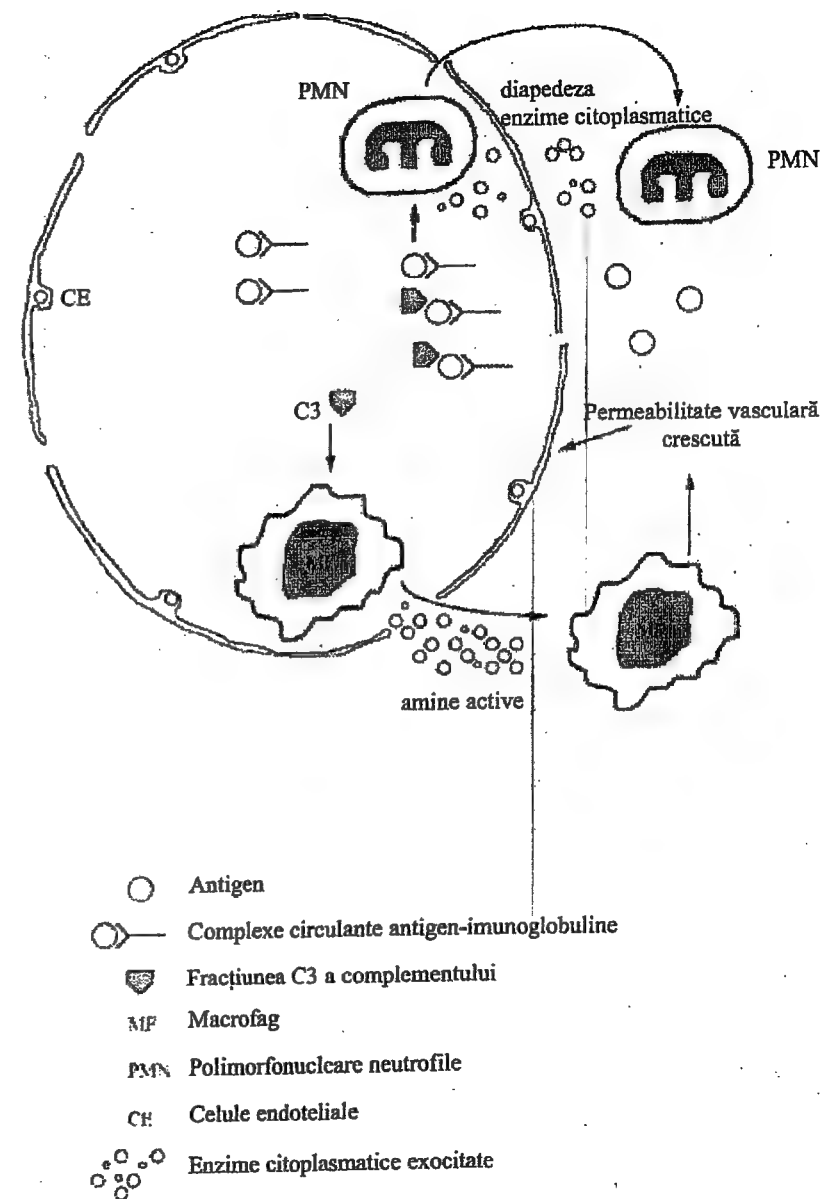 PMN
diapedeza
enzime citoplasmatice
PMN
CE
C3
Permeabilitate vasculară
crescută
amine active
Antigen
Complexe circulante antigen-imunoglobuline
Fracțiunea C3 a complementului
MF Macrofag
PMN Polimorfonucleare neutrofile
CE Celule endoteliale
Enzime citoplasmatice exocitate